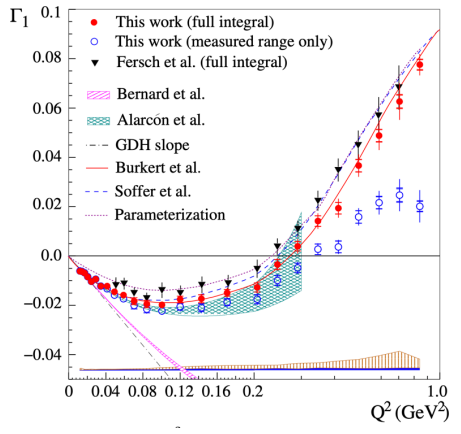 Γ₁
0.1
0.08
0.06
0.04
0.02
0.0
−0.02
−0.04
This work (full integral)
This work (measured range only)
Fersch et al. (full integral)
Bernard et al.
Alarcón et al.
GDH slope
Burkert et al.
Soffer et al.
Parameterization
0 0.04 0.08 0.12 0.16 0.2 1.0
Q² (GeV²)